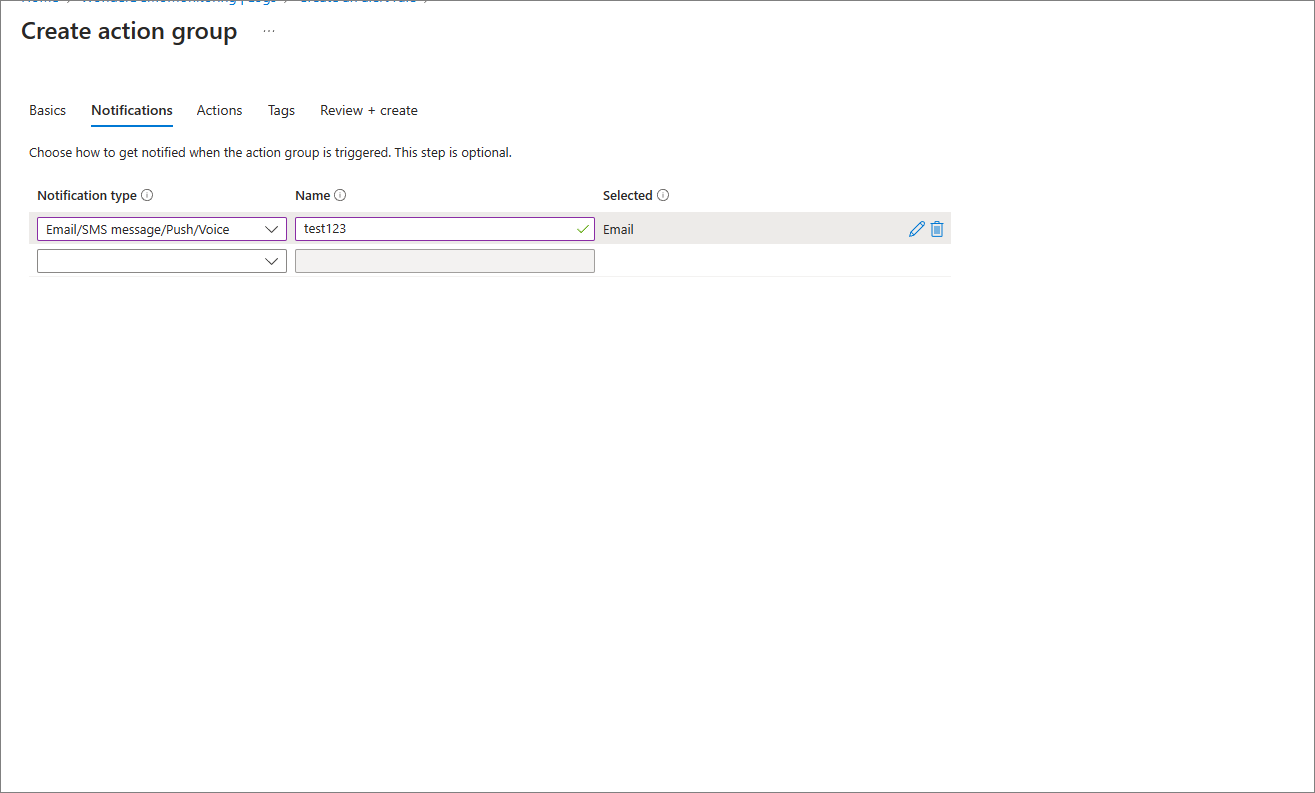 Create action group
...
Basics Notifications Actions Tags Review + create
Choose how to get notified when the action group is triggered. This step is optional.
Notification type Name Selected
Email/SMS message/Push/Voice test123 Email